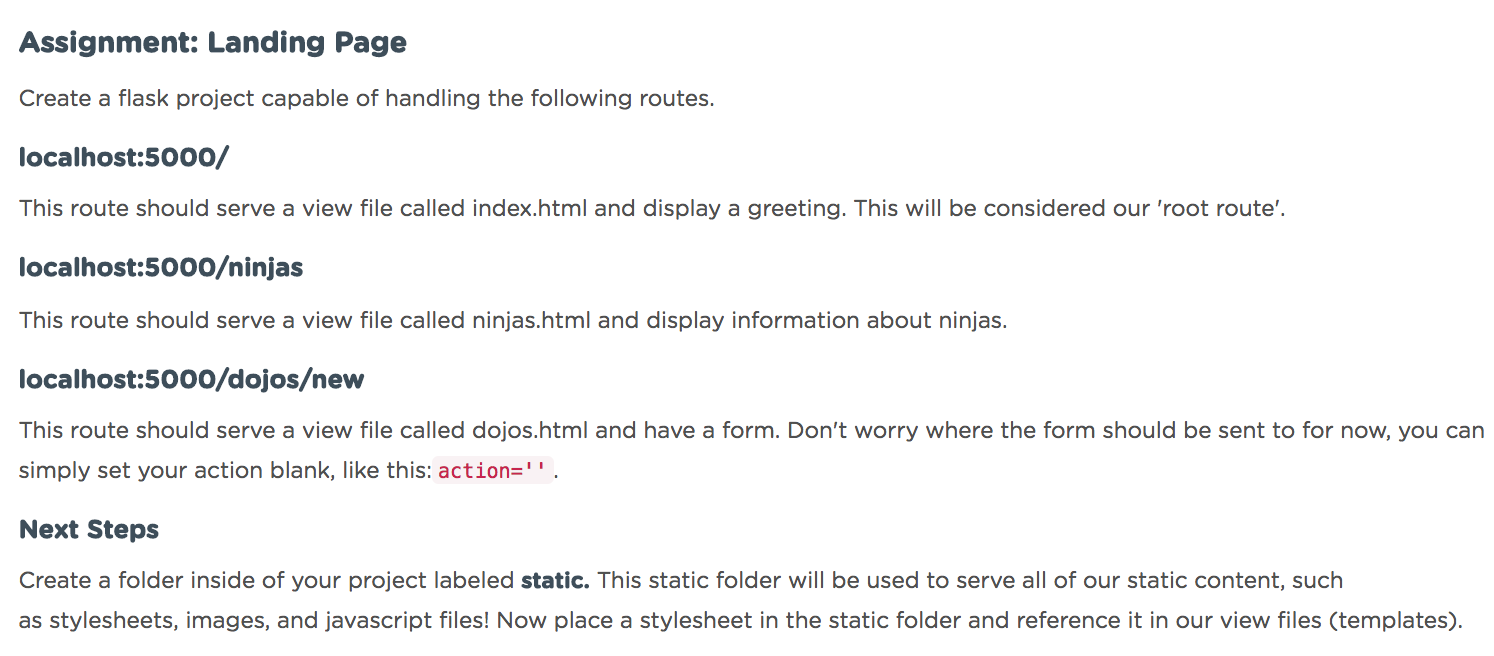 Assignment: Landing Page
Create a flask project capable of handling the following routes.
localhost:5000/
This route should serve a view file called index.html and display a greeting. This will be considered our 'root route'.
localhost:5000/ninjas
This route should serve a view file called ninjas.html and display information about ninjas.
localhost:5000/dojos/new
This route should serve a view file called dojos.html and have a form. Don't worry where the form should be sent to for now, you can
simply set your action blank, like this: action=''.
Next Steps
Create a folder inside of your project labeled static. This static folder will be used to serve all of our static content, such
as stylesheets, images, and javascript files! Now place a stylesheet in the static folder and reference it in our view files (templates).